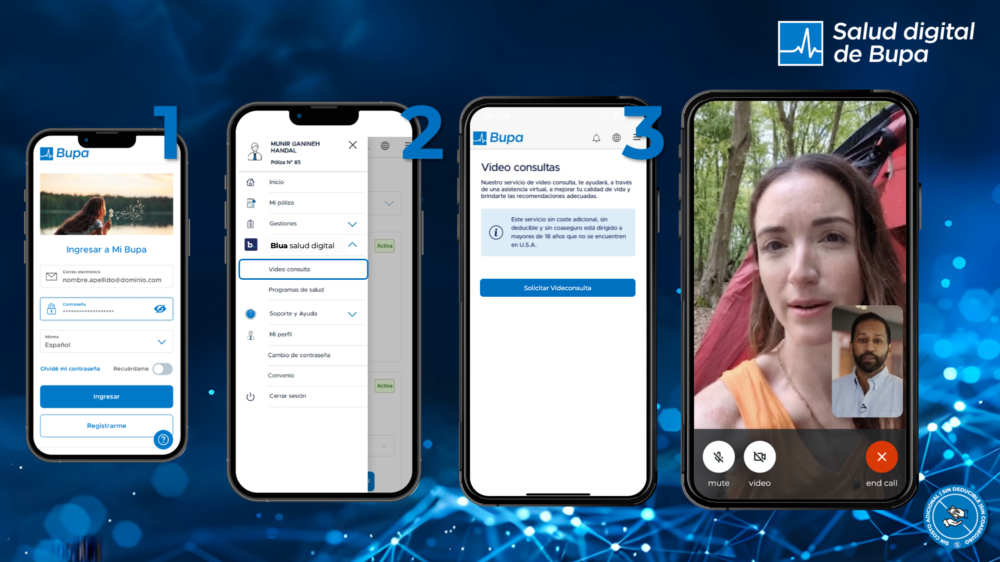 Salud digital
de Bupa
1
Bupa
Ingresar a Mi Bupa
Correo electrónico
nombre.apellido@dominio.com
Contraseña
*******************
Idioma
Español
Olvidé mi contraseña
Recuérdame
Ingresar
Registrarme
2
MUNIR GANINEH
HANDAL
Póliza N° 85
Inicio
Mi póliza
Gestiones
b.
Blua salud digital
Video consulta
Programas de salud
Soporte y Ayuda
Mi perfil
Cambio de contraseña
Convenio
Cerrar sesión
Activa
Activa
3
10:17
Bupa
Video consultas
Nuestro servicio de video consulta, te ayudará, a través
de una asistencia virtual, a mejorar tu calidad de vida y
brindarte las recomendaciones adecuadas.
Este servicio sin coste adicional, sin
deducible y sin coaseguro está dirigido a
mayores de 18 años que no se encuentren
en U.S.A.
Solicitar Videconsulta
mute
video
end call
SIN COSTO ADICIONAL | SIN DEDUCIBLE | SIN COASEGURO